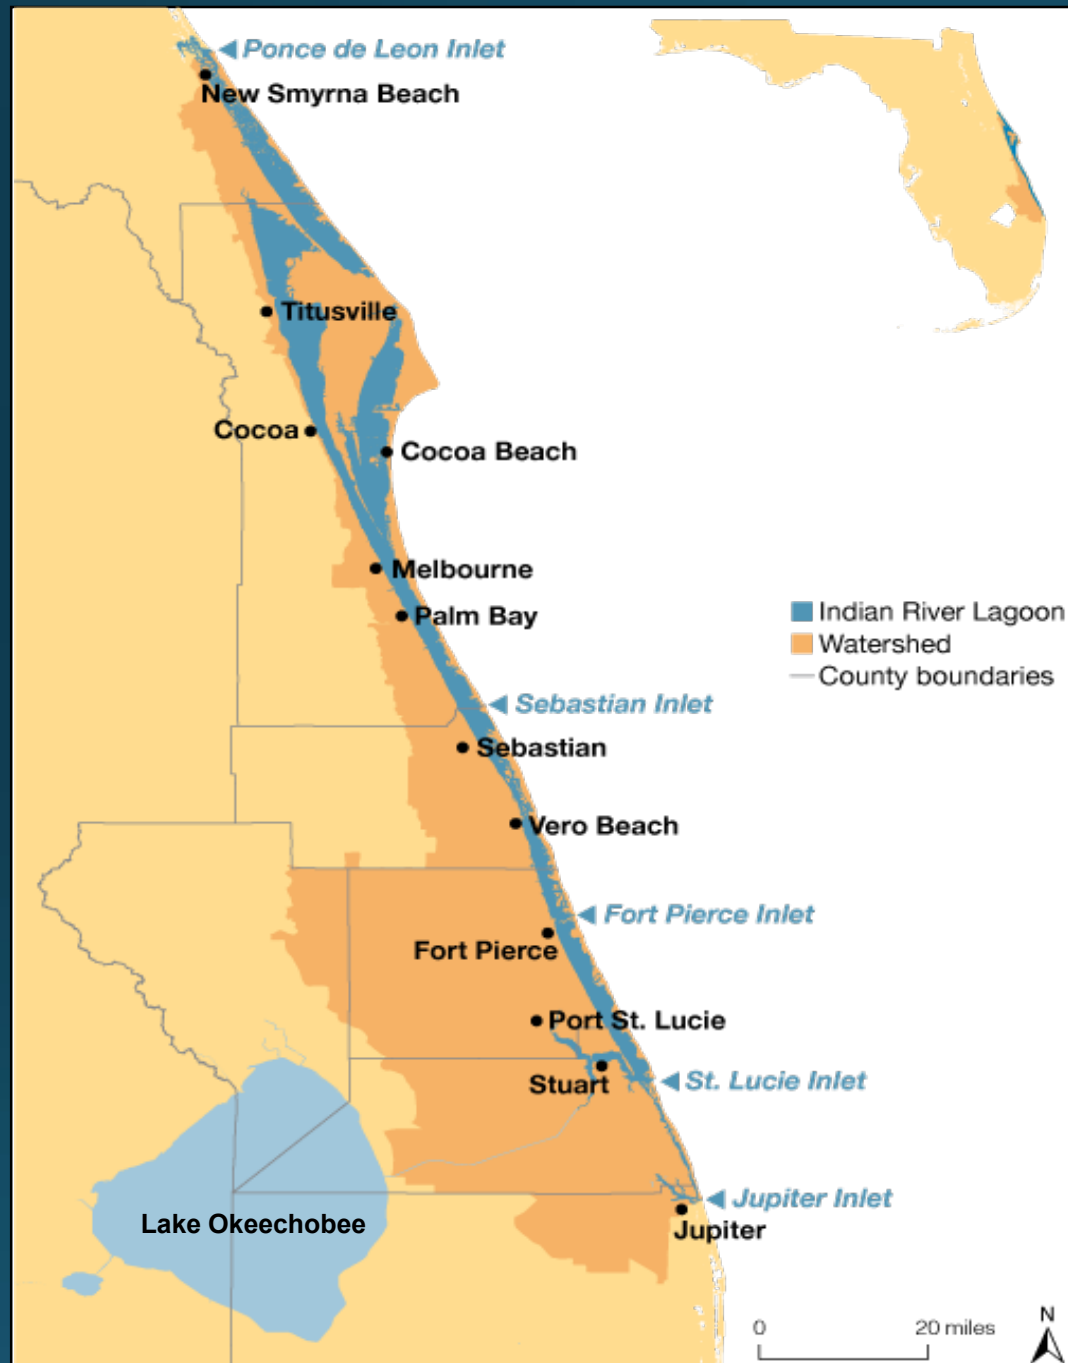 Ponce de Leon Inlet
New Smyrna Beach
Titusville
Cocoa
Cocoa Beach
Melbourne
Palm Bay
Indian River Lagoon
Watershed
County boundaries
Sebastian Inlet
Sebastian
Vero Beach
Fort Pierce Inlet
Fort Pierce
Port St. Lucie
Stuart
St. Lucie Inlet
Jupiter Inlet
Lake Okeechobee
Jupiter
N
0 20 miles